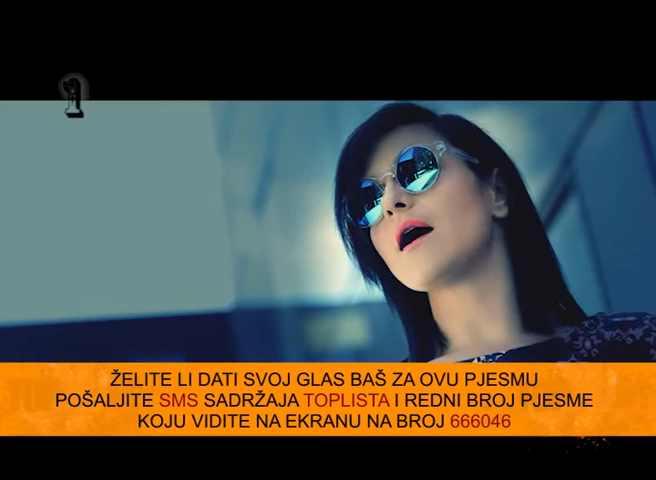 1
ŽELITE LI DATI SVOJ GLAS BAŠ ZA OVU PJESMU
POŠALJITE SMS SADRŽAJA TOPLISTA I REDNI BROJ PJESME
KOJU VIDITE NA EKRANU NA BROJ 666046